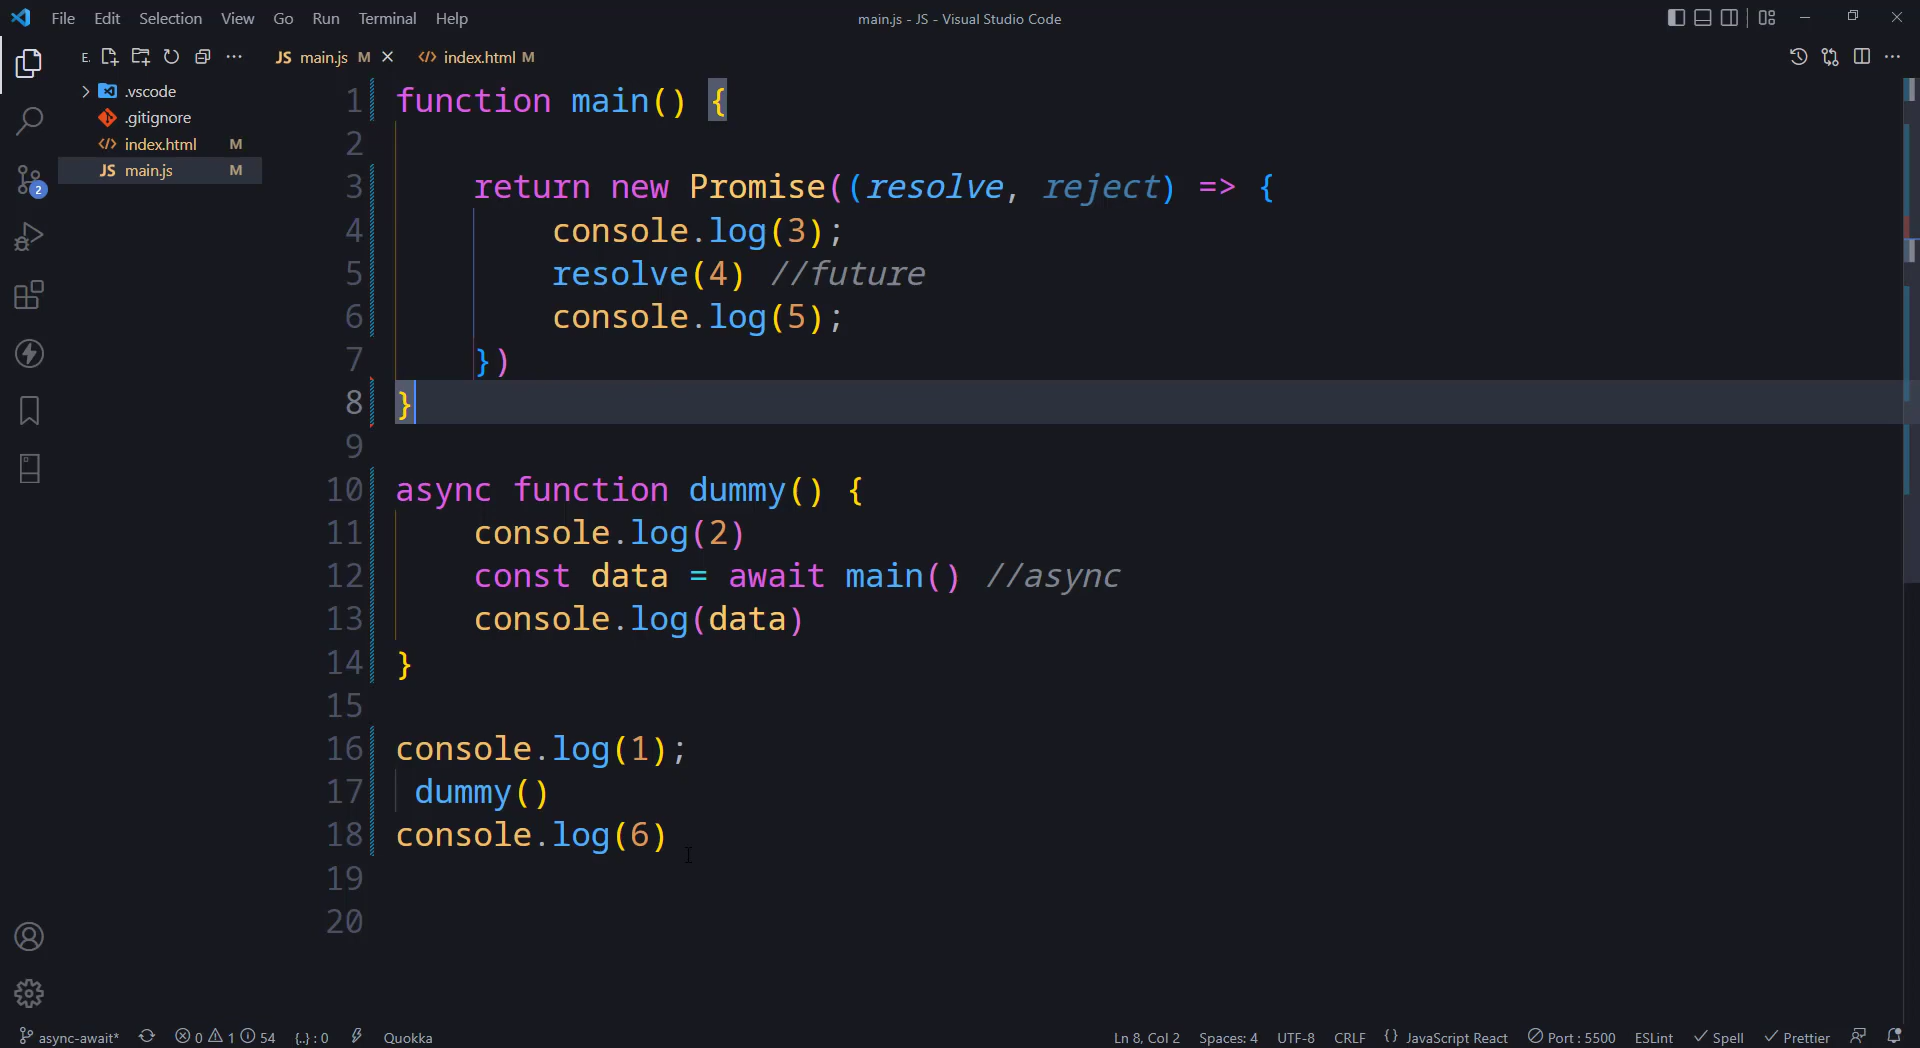 File Edit Selection View Go Run Terminal Help
main.js - JS - Visual Studio Code
E.
JS main.js M
index.html M
.vscode
.gitignore
index.html M
JS main.js M
2
1 function main() {
2
3 return new Promise((resolve, reject) => {
4 console.log(3);
5 resolve(4) //future
6 console.log(5);
7 })
8 }
9
10 async function dummy() {
11 console.log(2)
12 const data = await main() //async
13 console.log(data)
14 }
15
16 console.log(1);
17 dummy()
18 console.log(6)
19
20
async-await* 0 1 54 {..} : 0 Quokka
Ln 8, Col 2 Spaces: 4 UTF-8 CRLF {} JavaScript React Port : 5500 ESLint Spell Prettier